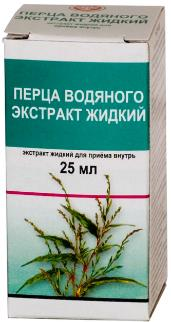 ПЕРЦА ВОДЯНОГО
ЭКСТРАКТ ЖИДКИЙ
экстракт жидкий для приёма внутрь
25 мл